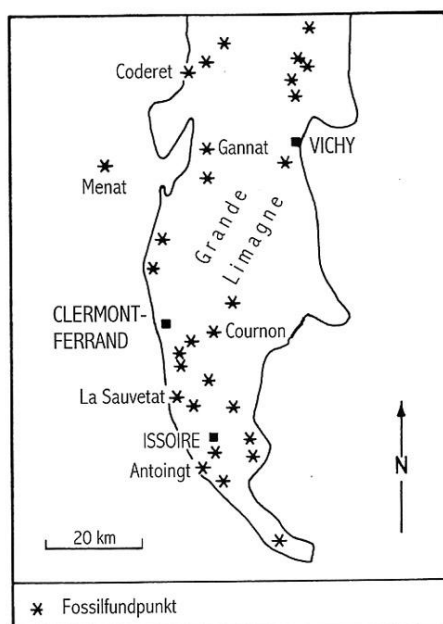 Coderet
Gannat
VICHY
Menat
Grande
Limagne
CLERMONT-
FERRAND
Cournon
La Sauvetat
ISSOIRE
Antoingt
N
20 km
Fossilfundpunkt